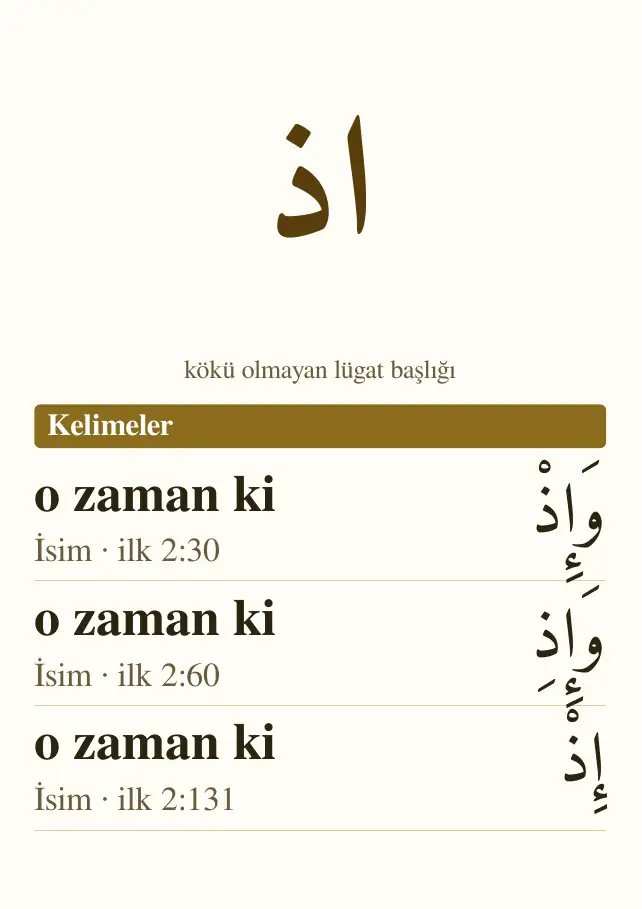 اذ
kökü olmayan lügat başlığı
Kelimeler
o zaman ki وَإِذْ
İsim · ilk 2:30
o zaman ki وَإِذِ
İsim · ilk 2:60
o zaman ki إِذْ
İsim · ilk 2:131